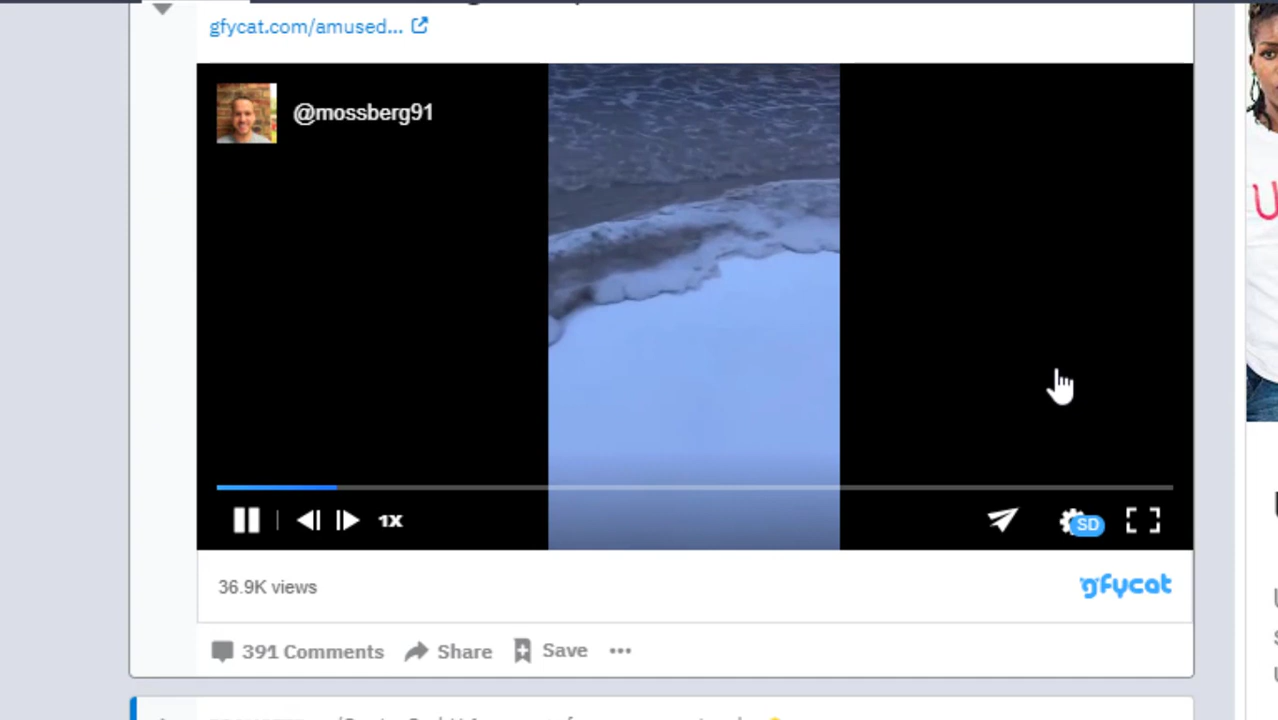 gfycat.com/amused...
@mossberg91
1X
SD
36.9K views
gfycat
391 Comments
Share
Save